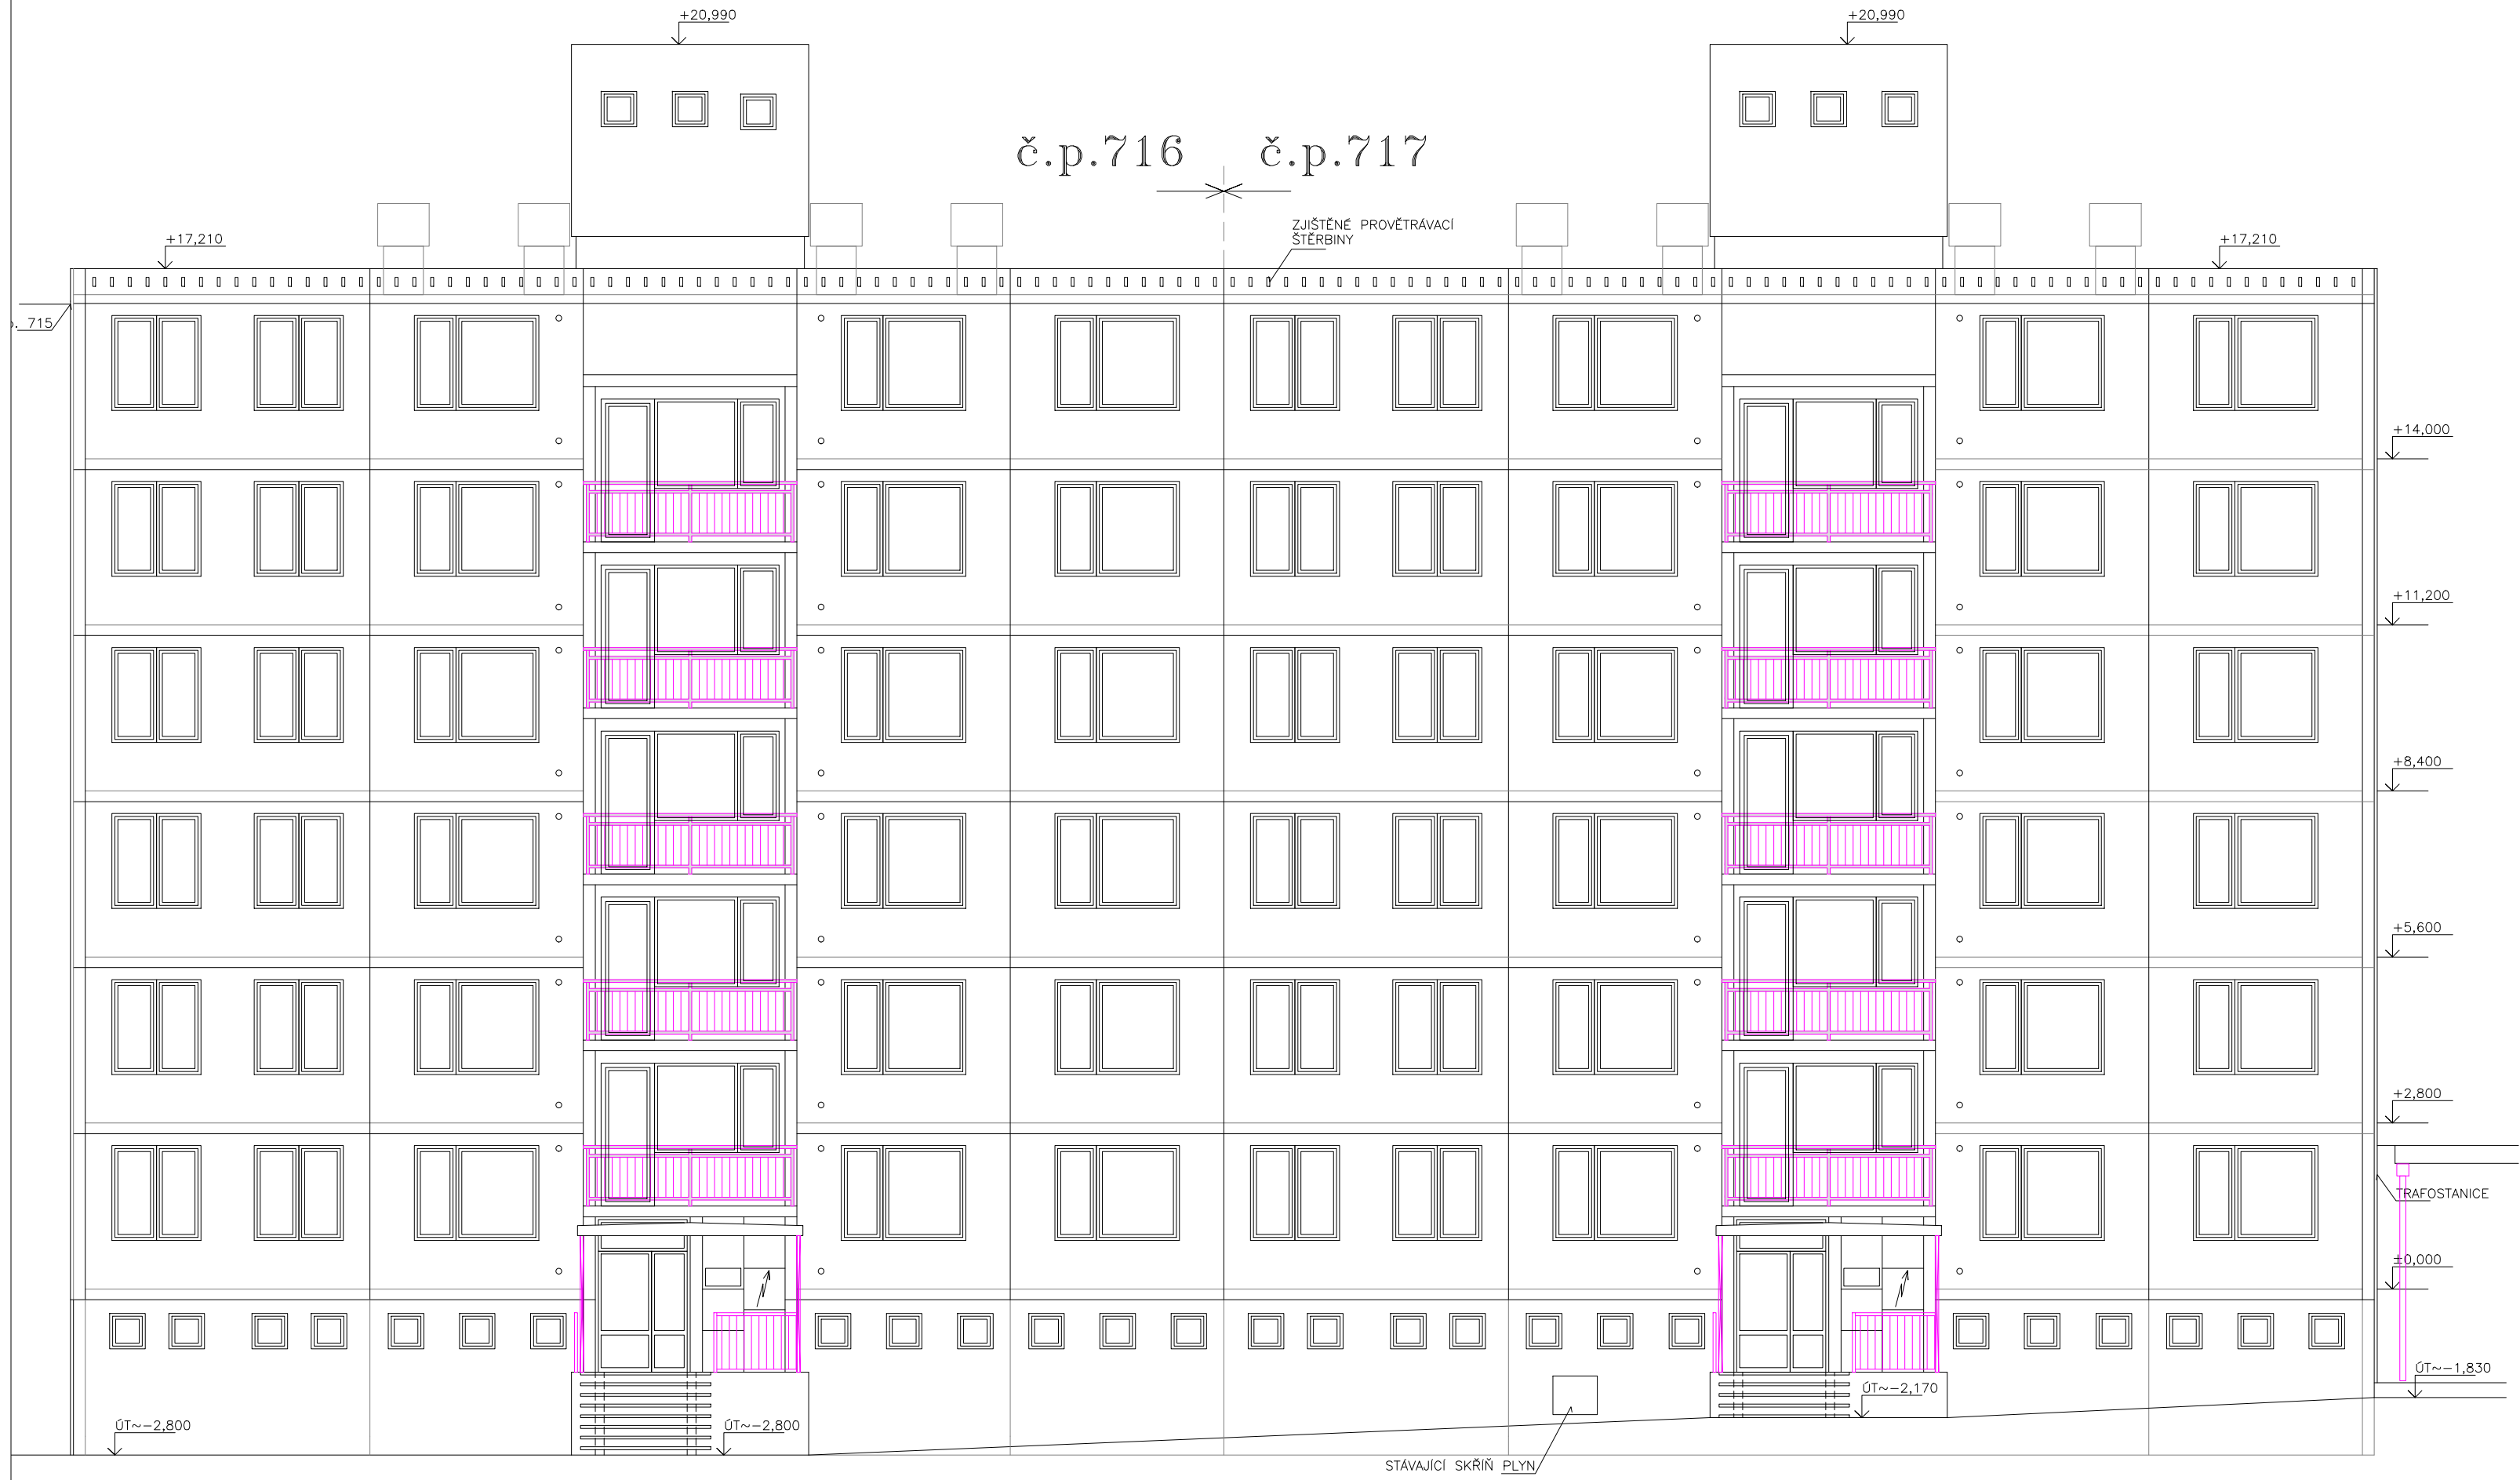 +20,990
+20,990
č.p.716
č.p.717
ZJIŠTĚNÉ PROVĚTRÁVACÍ
ŠTĚRBINY
+17,210
+17,210
715
+14,000
+11,200
+8,400
+5,600
+2,800
TRAFOSTANICE
±0,000
ÚT~−1,830
ÚT~−2,170
ÚT~−2,800
ÚT~−2,800
STÁVAJÍCÍ SKŘÍŇ PLYN